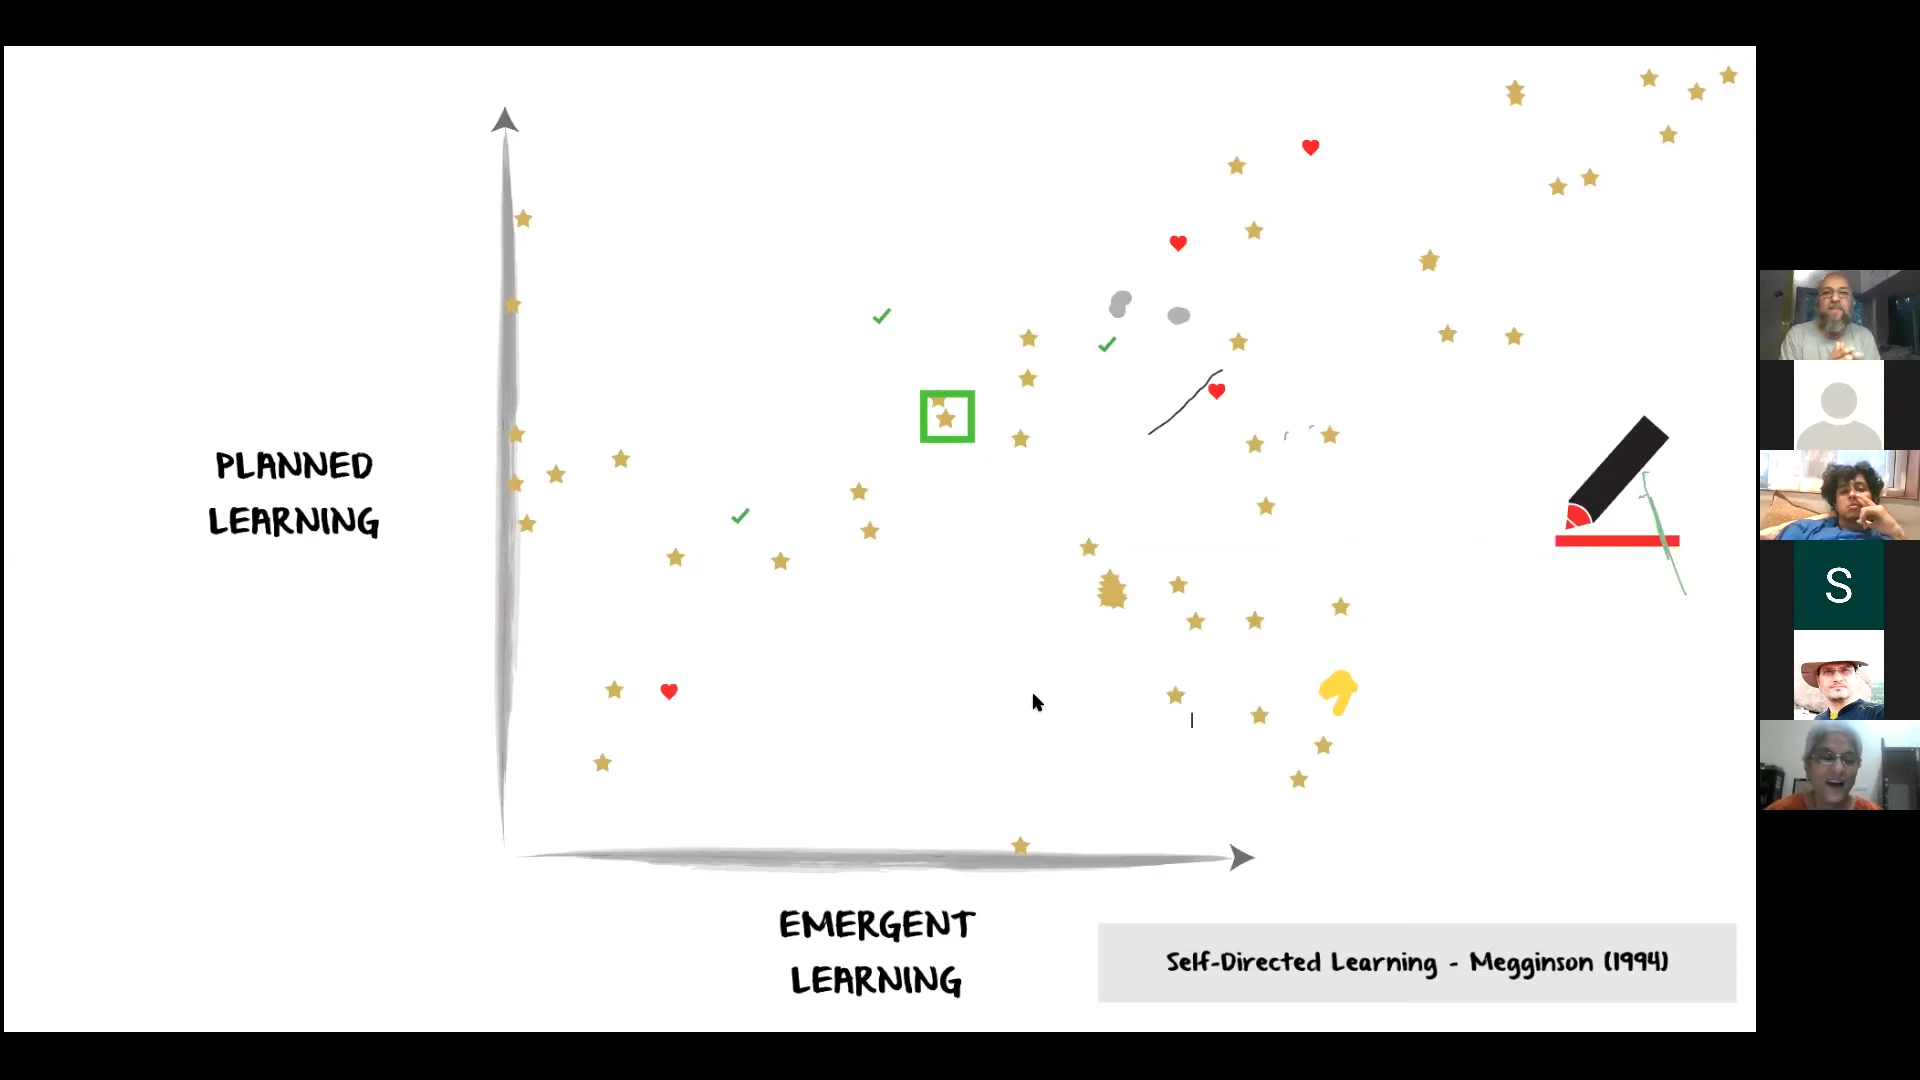 PLANNED
LEARNING
EMERGENT
LEARNING
Self-Directed Learning - Megginson (1994)
S